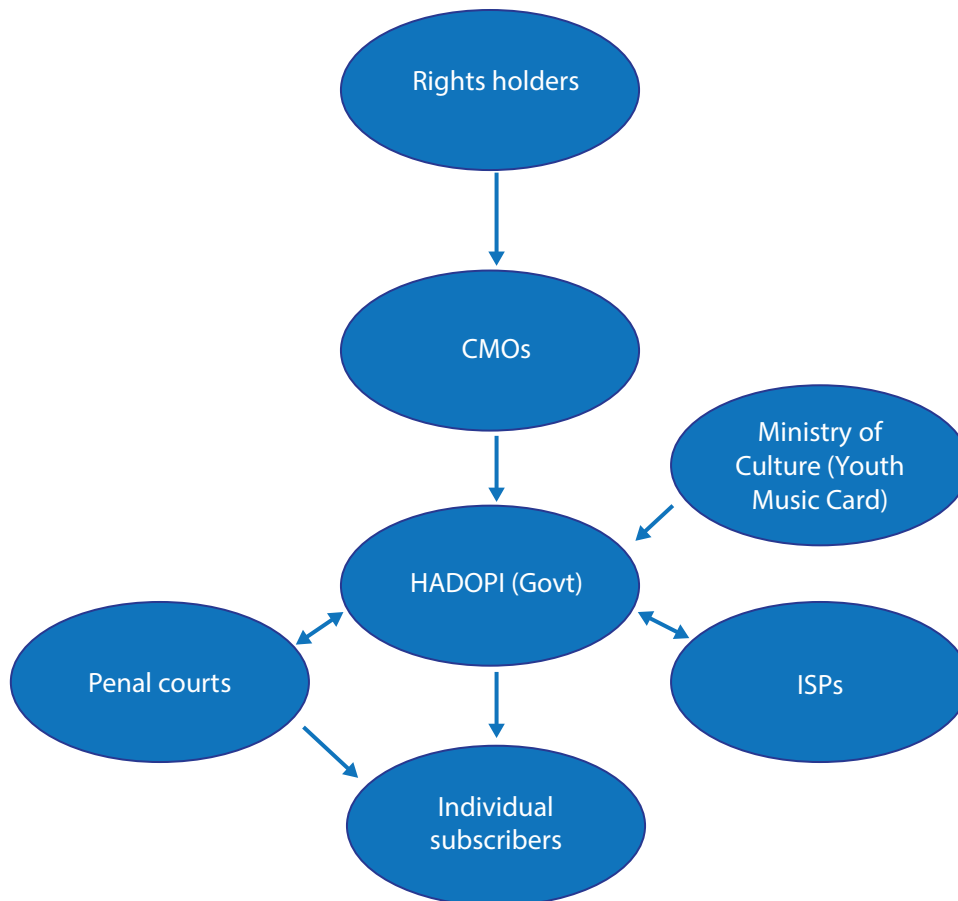 Rights holders
CMOs
Ministry of
Culture (Youth
Music Card)
HADOPI (Govt)
Penal courts
ISPs
Individual
subscribers